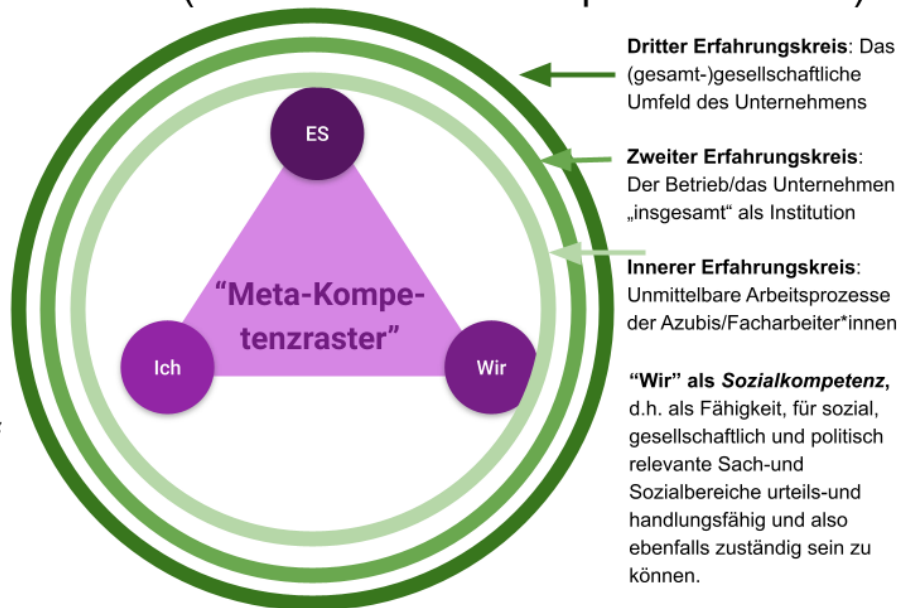 Dritter Erfahrungskreis: Das
(gesamt-)gesellschaftliche
Umfeld des Unternehmens
Zweiter Erfahrungskreis:
Der Betrieb/das Unternehmen
„insgesamt“ als Institution
Innerer Erfahrungskreis:
Unmittelbare Arbeitsprozesse
der Azubis/Facharbeiter*innen
“Wir” als Sozialkompetenz,
d.h. als Fähigkeit, für sozial,
gesellschaftlich und politisch
relevante Sach-und
Sozialbereiche urteils-und
handlungsfähig und also
ebenfalls zuständig sein zu
können.
ES
“Meta-Kompe-
tenzraster”
Ich
Wir